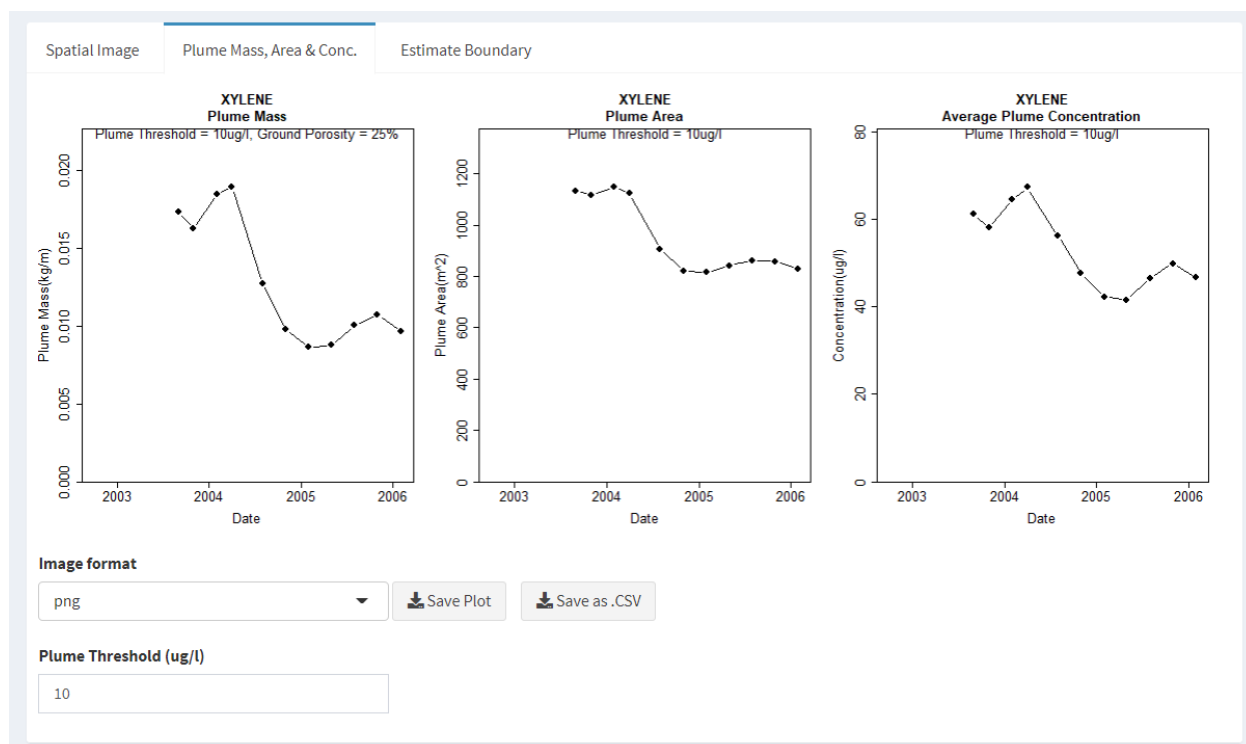 Spatial Image
Plume Mass, Area & Conc.
Estimate Boundary
XYLENE
Plume Mass
Plume Threshold = 10ug/l, Ground Porosity = 25%
Plume Mass(kg/m)
0.020
0.015
0.010
0.005
0.000
2003 2004 2005 2006
Date
XYLENE
Plume Area
Plume Threshold = 10ug/l
Plume Area(m^2)
1200
1000
800
600
400
200
0
2003 2004 2005 2006
Date
XYLENE
Average Plume Concentration
Plume Threshold = 10ug/l
Concentration(ug/l)
80
60
40
20
0
2003 2004 2005 2006
Date
Image format
png
Save Plot
Save as .CSV
Plume Threshold (ug/l)
10